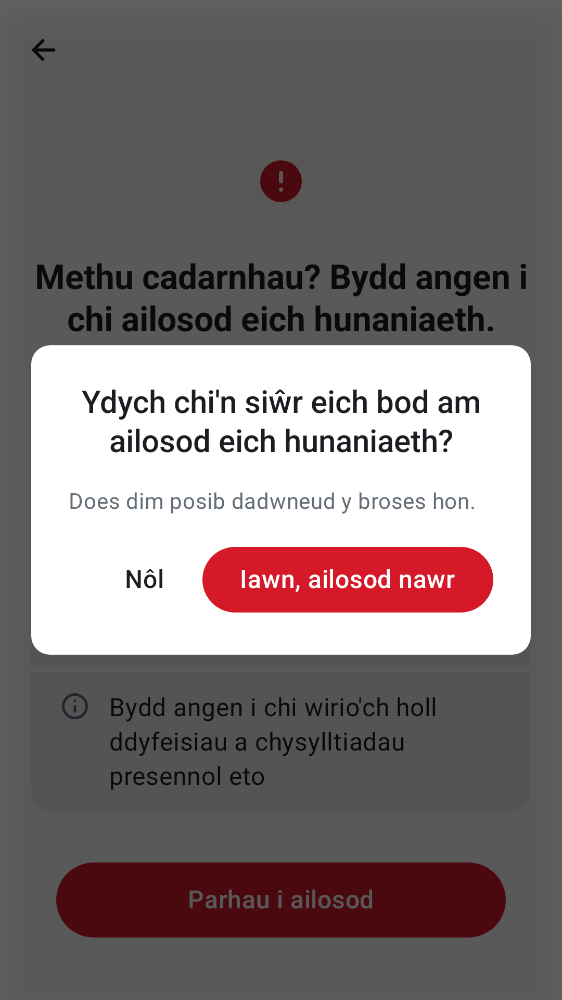 Methu cadarnhau? Bydd angen i
chi ailosod eich hunaniaeth.
Ydych chi'n siŵr eich bod am
ailosod eich hunaniaeth?
Does dim posib dadwneud y broses hon.
Nôl
Iawn, ailosod nawr
Bydd angen i chi wirio'ch holl
ddyfeisiau a chysylltiadau
presennol eto
Parhau i ailosod